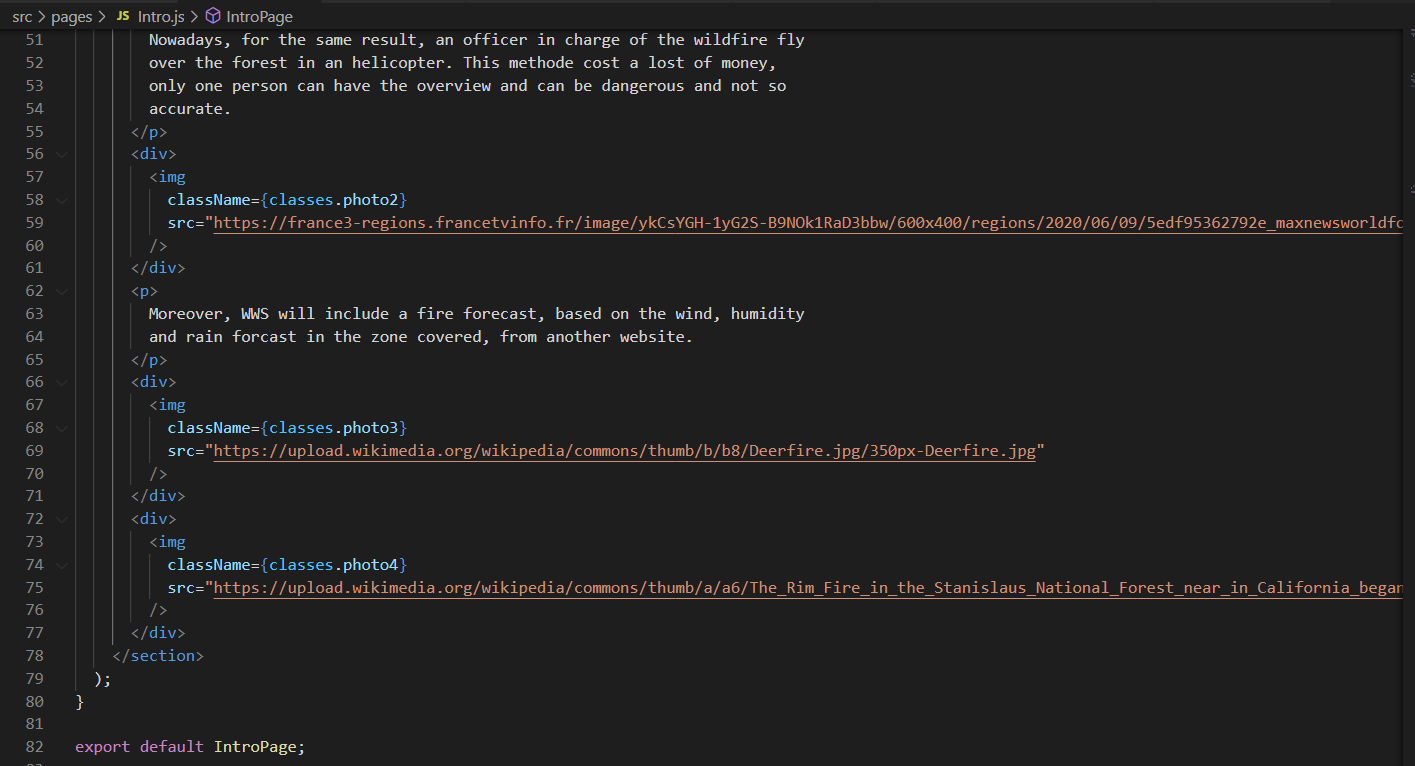 src > pages > JS Intro.js > IntroPage
51 Nowadays, for the same result, an officer in charge of the wildfire fly
52 over the forest in an helicopter. This methode cost a lost of money,
53 only one person can have the overview and can be dangerous and not so
54 accurate.
55 </p>
56 <div>
57 <img
58 className={classes.photo2}
59 src="https://france3-regions.francetvinfo.fr/image/ykCsYGH-1yG2S-B9NOk1RaD3bbw/600x400/regions/2020/06/09/5edf95362792e_maxnewsworldfo
60 />
61 </div>
62 <p>
63 Moreover, WWS will include a fire forecast, based on the wind, humidity
64 and rain forcast in the zone covered, from another website.
65 </p>
66 <div>
67 <img
68 className={classes.photo3}
69 src="https://upload.wikimedia.org/wikipedia/commons/thumb/b/b8/Deerfire.jpg/350px-Deerfire.jpg"
70 />
71 </div>
72 <div>
73 <img
74 className={classes.photo4}
75 src="https://upload.wikimedia.org/wikipedia/commons/thumb/a/a6/The_Rim_Fire_in_the_Stanislaus_National_Forest_near_in_California_began
76 />
77 </div>
78 </section>
79 );
80 }
81
82 export default IntroPage;